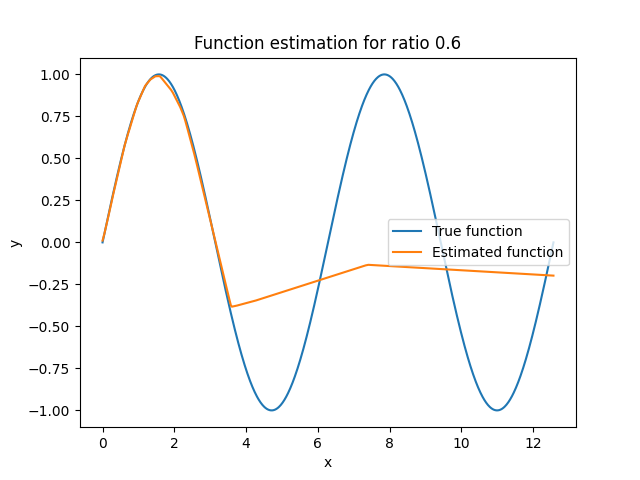 Function estimation for ratio 0.6
1.00
0.75
0.50
0.25
0.00
−0.25
−0.50
−0.75
−1.00
y
True function
Estimated function
0 2 4 6 8 10 12
x